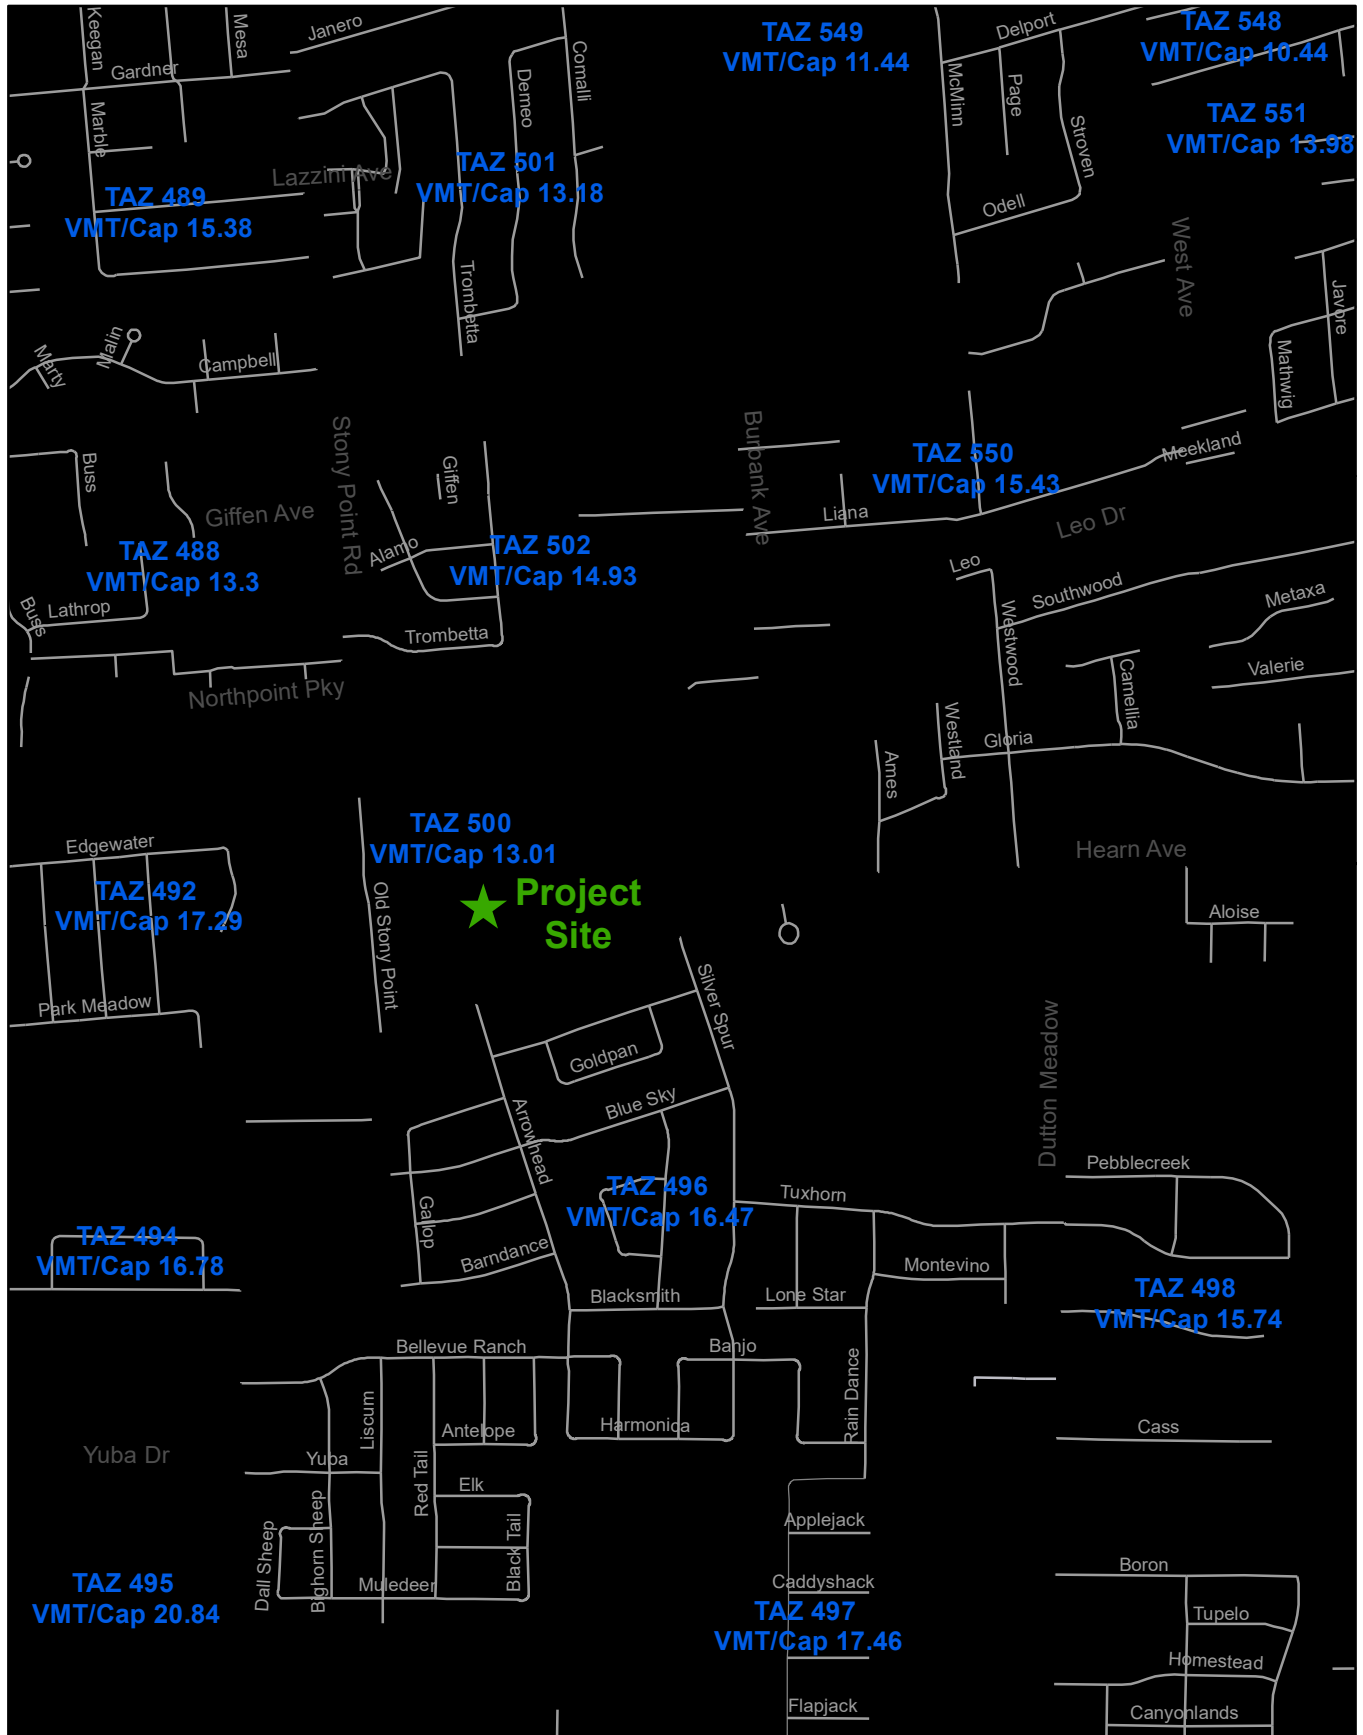 Keegan
Mesa
Janero
Gardner
Comalli
Demeo
TAZ 549
VMT/Cap 11.44
Delport
TAZ 548
VMT/Cap 10.44
McMinn
Page
Stroven
TAZ 551
VMT/Cap 13.98
Marble
Lazzini Ave
TAZ 501
VMT/Cap 13.18
TAZ 489
VMT/Cap 15.38
Odell
West Ave
Trombetta
Javore
Mathwig
Marty
Malin
Campbell
Stony Point Rd
Burbank Ave
TAZ 550
VMT/Cap 15.43
Meekland
Buss
Giffen
Giffen Ave
Liana
Leo Dr
TAZ 488
VMT/Cap 13.3
Alamo
TAZ 502
VMT/Cap 14.93
Leo
Southwood
Metaxa
Buss
Lathrop
Trombetta
Westwood
Northpoint Pky
Camellia
Valerie
Westland
Gloria
Ames
TAZ 500
VMT/Cap 13.01
Edgewater
Hearn Ave
TAZ 492
VMT/Cap 17.29
Old Stony Point
Project
Site
Aloise
Park Meadow
Silver Spur
Goldpan
Dutton Meadow
Blue Sky
Arrowhead
Pebblecreek
Gallop
TAZ 496
VMT/Cap 16.47
Tuxhorn
TAZ 494
VMT/Cap 16.78
Barndance
Montevino
Blacksmith
Lone Star
TAZ 498
VMT/Cap 15.74
Bellevue Ranch
Banjo
Rain Dance
Liscum
Antelope
Harmonica
Cass
Yuba Dr
Yuba
Red Tail
Elk
Applejack
Dall Sheep
Bighorn Sheep
Black Tail
Muledeer
Caddyshack
Boron
TAZ 495
VMT/Cap 20.84
TAZ 497
VMT/Cap 17.46
Tupelo
Homestead
Flapjack
Canyonlands